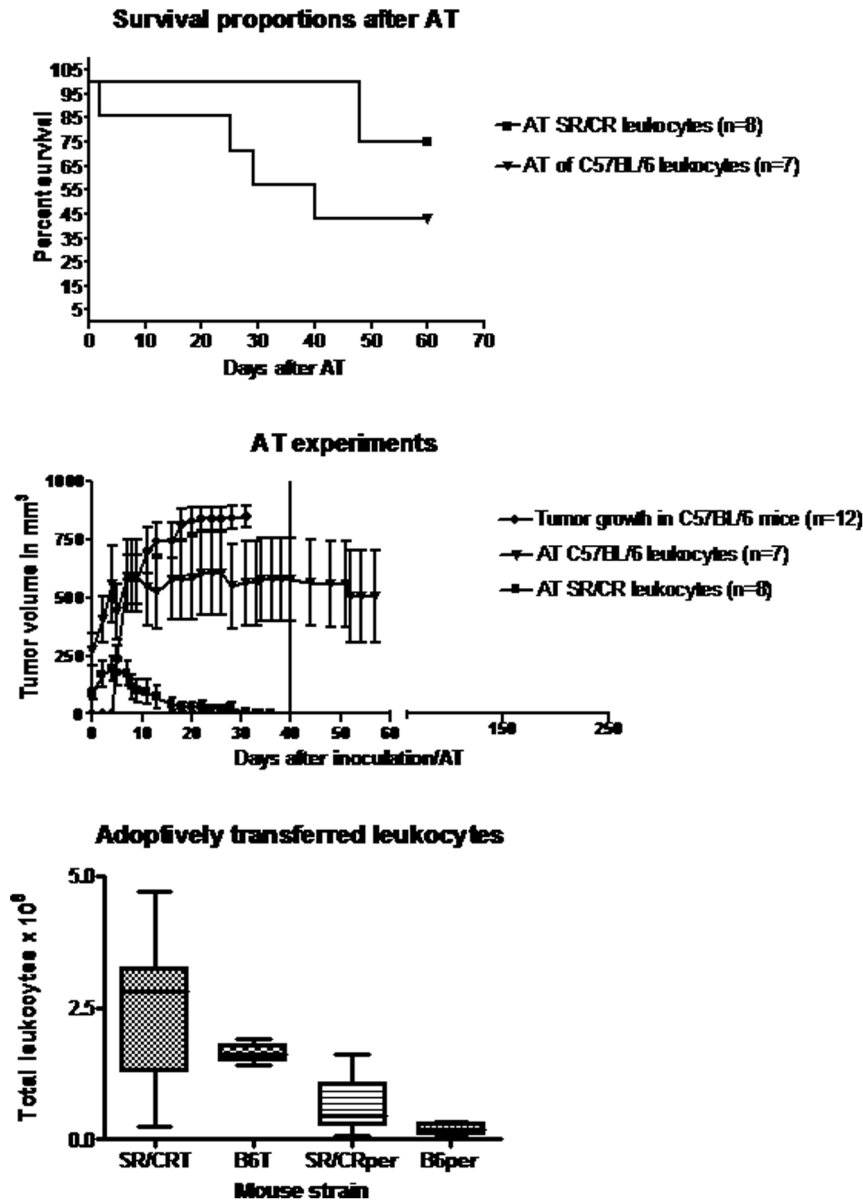 Survival proportions after AT
105
95
85
75
65
55
45
35
25
15
5
Percent survival
0 10 20 30 40 50 60 70
Days after AT
AT SR/CR leukocytes (n=8)
AT of C57BL/6 leukocytes (n=7)
AT experiments
1000
750
500
250
0
Tumor volume in mm3
0 10 20 30 40 50 60 150 250
Days after inoculation/AT
Tumor growth in C57BL/6 mice (n=12)
AT C57BL/6 leukocytes (n=7)
AT SR/CR leukocytes (n=8)
Adoptively transferred leukocytes
5.0
2.5
0.0
Total leukocytes x 10
SR/CRT B6T SR/CRper B6per
Mouse strain